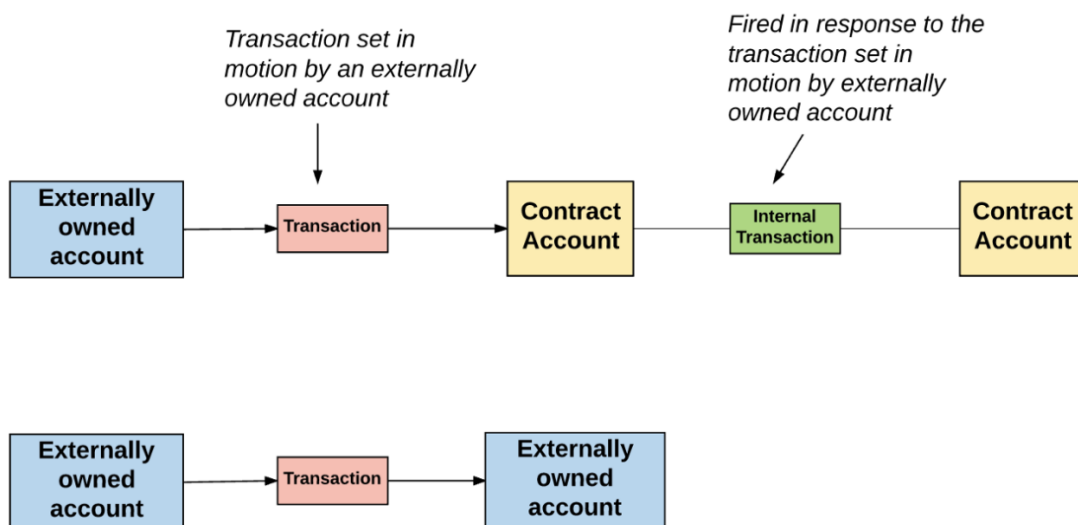 Transaction set in
motion by an externally
owned account
Fired in response to the
transaction set in
motion by externally
owned account
Externally
owned
account
Transaction
Contract
Account
Internal
Transaction
Contract
Account
Externally
owned
account
Transaction
Externally
owned
account